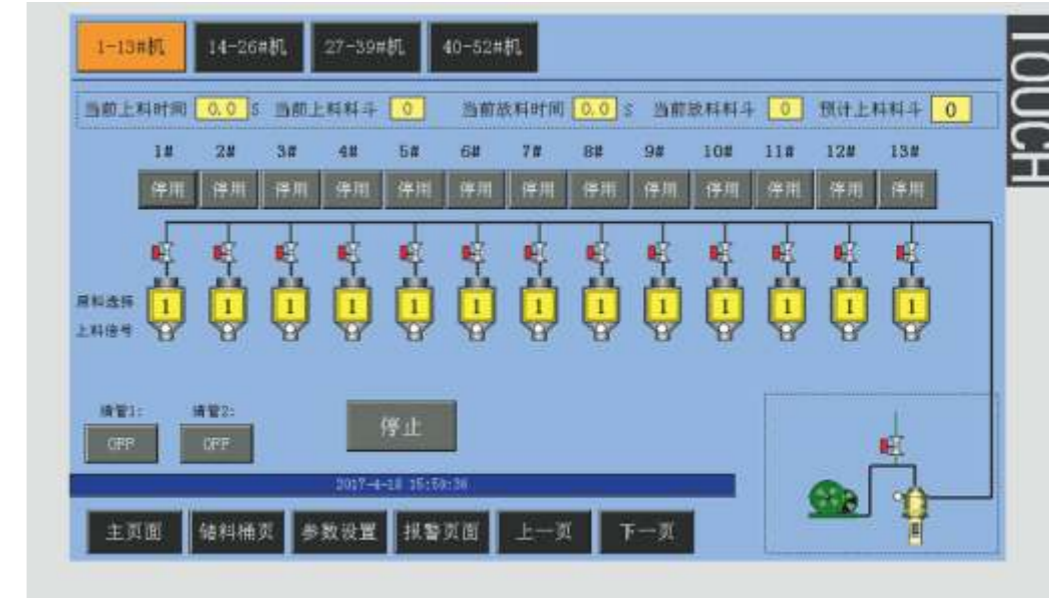 1-13#机 14-26#机 27-39#机 40-52#机
TOUCH
当前上料时间 0.0 S 当前上料料斗 0 当前放料时间 0.0 S 当前放料料斗 0 预计上料料斗 0
1# 2# 3# 4# 5# 6# 7# 8# 9# 10# 11# 12# 13#
停用 停用 停用 停用 停用 停用 停用 停用 停用 停用 停用 停用 停用
原料选择 1 1 1 1 1 1 1 1 1 1 1 1 1
上料信号
清管1: 清管2:
OFF OFF 停止
2017-4-18 15:59:36
主页面 储料桶页 参数设置 报警页面 上一页 下一页